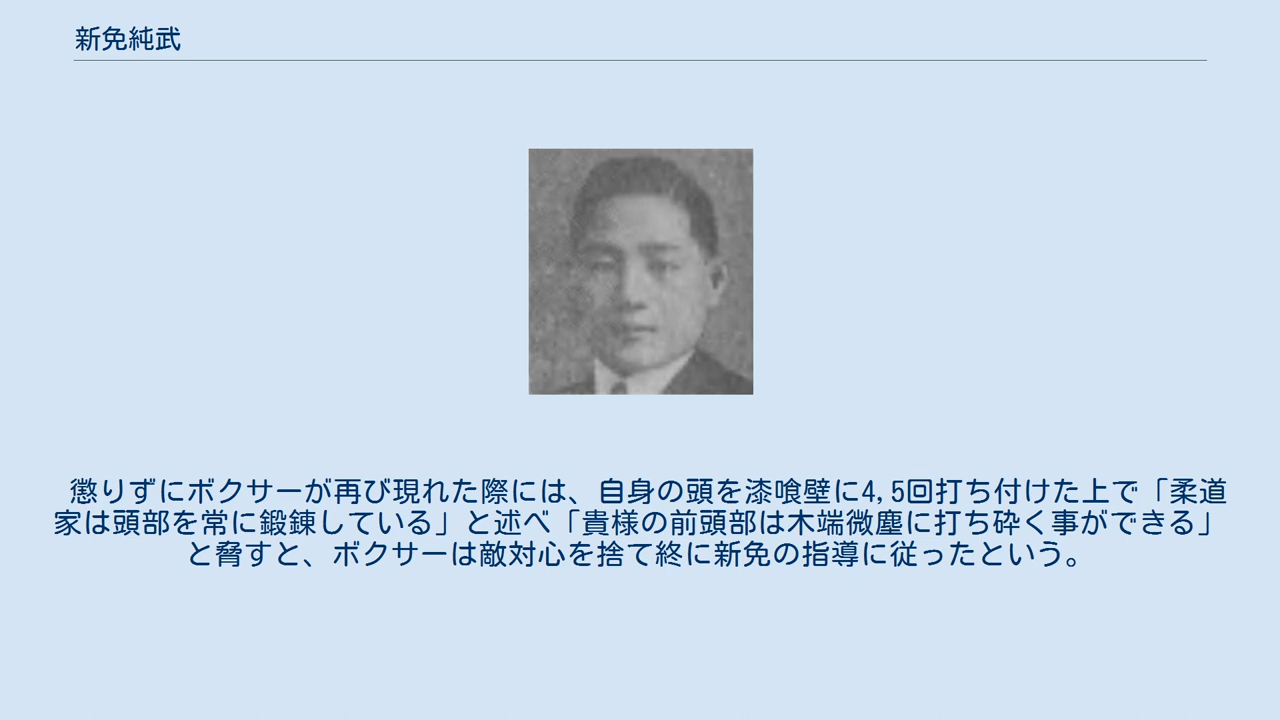 新免純武
懲りずにボクサーが再び現れた際には、自身の頭を漆喰壁に4,5回打ち付けた上で「柔道
家は頭部を常に鍛錬している」と述べ「貴様の前頭部は木端微塵に打ち砕く事ができる」
と脅すと、ボクサーは敵対心を捨て終に新免の指導に従ったという。